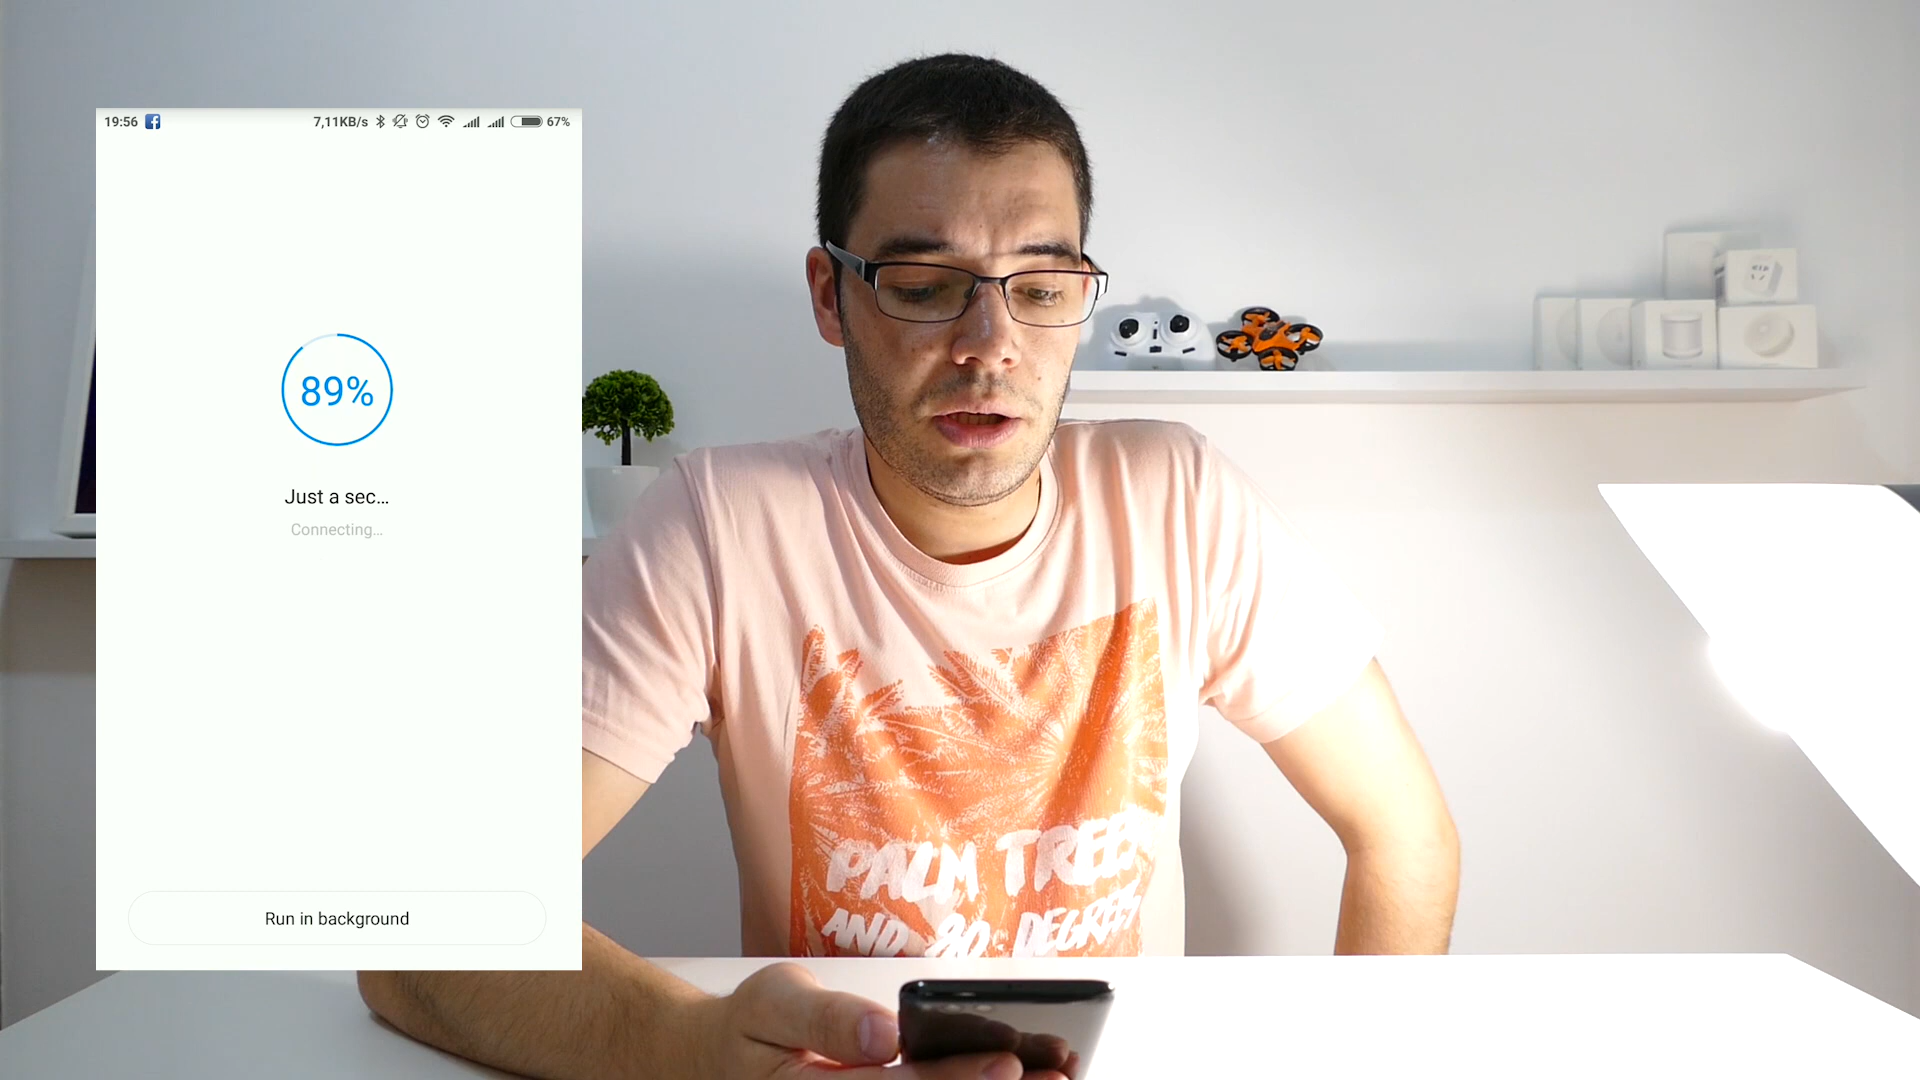 19:56 7,11KB/s 67%
89%
Just a sec...
Connecting...
Run in background
PALM TREES
AND 80 DEGREES